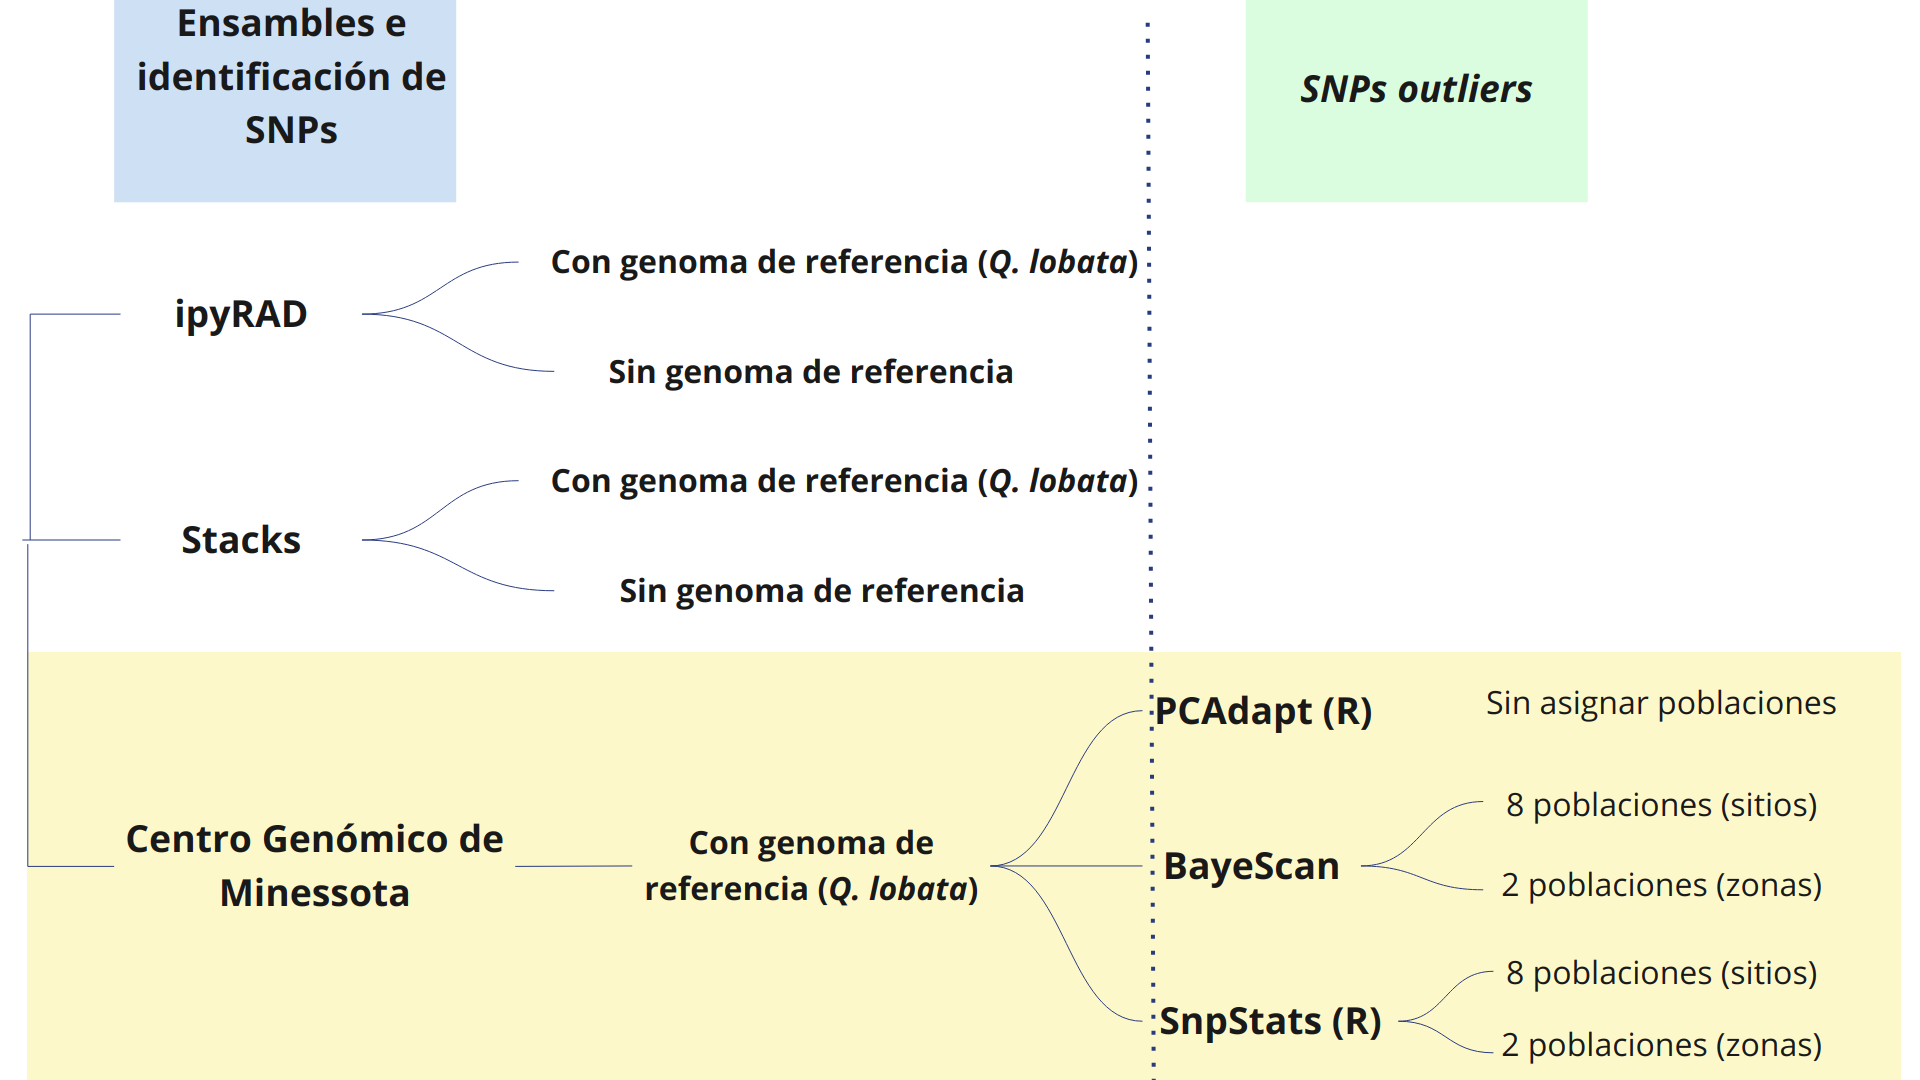 Ensambles e
identificación de
SNPs
SNPs outliers
Con genoma de referencia (Q. lobata)
ipyRAD
Sin genoma de referencia
Con genoma de referencia (Q. lobata)
Stacks
Sin genoma de referencia
PCAdapt (R)
Sin asignar poblaciones
Centro Genómico de
Minessota
Con genoma de
referencia (Q. lobata)
BayeScan
8 poblaciones (sitios)
2 poblaciones (zonas)
SnpStats (R)
8 poblaciones (sitios)
2 poblaciones (zonas)